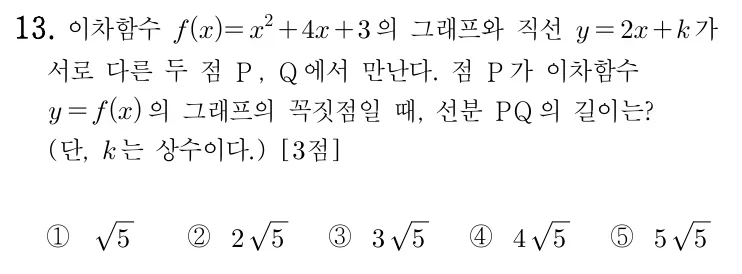 13. 이차함수 f(x)=x²+4x+3의 그래프와 직선 y=2x+k가
서로 다른 두 점 P, Q에서 만난다. 점 P가 이차함수
y=f(x)의 그래프의 꼭짓점일 때, 선분 PQ의 길이는?
(단, k는 상수이다.) [3점]
① √5 ② 2√5 ③ 3√5 ④ 4√5 ⑤ 5√5